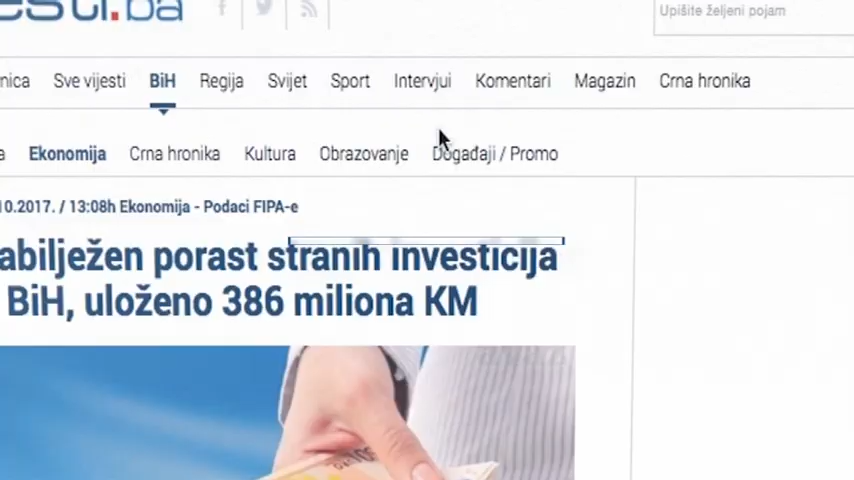 esti.ba
Upišite željeni pojam
nica Sve vijesti BiH Regija Svijet Sport Intervjui Komentari Magazin Crna hronika
a Ekonomija Crna hronika Kultura Obrazovanje Događaji / Promo
10.2017. / 13:08h Ekonomija - Podaci FIPA-e
abilježen porast stranih investicija
BiH, uloženo 386 miliona KM